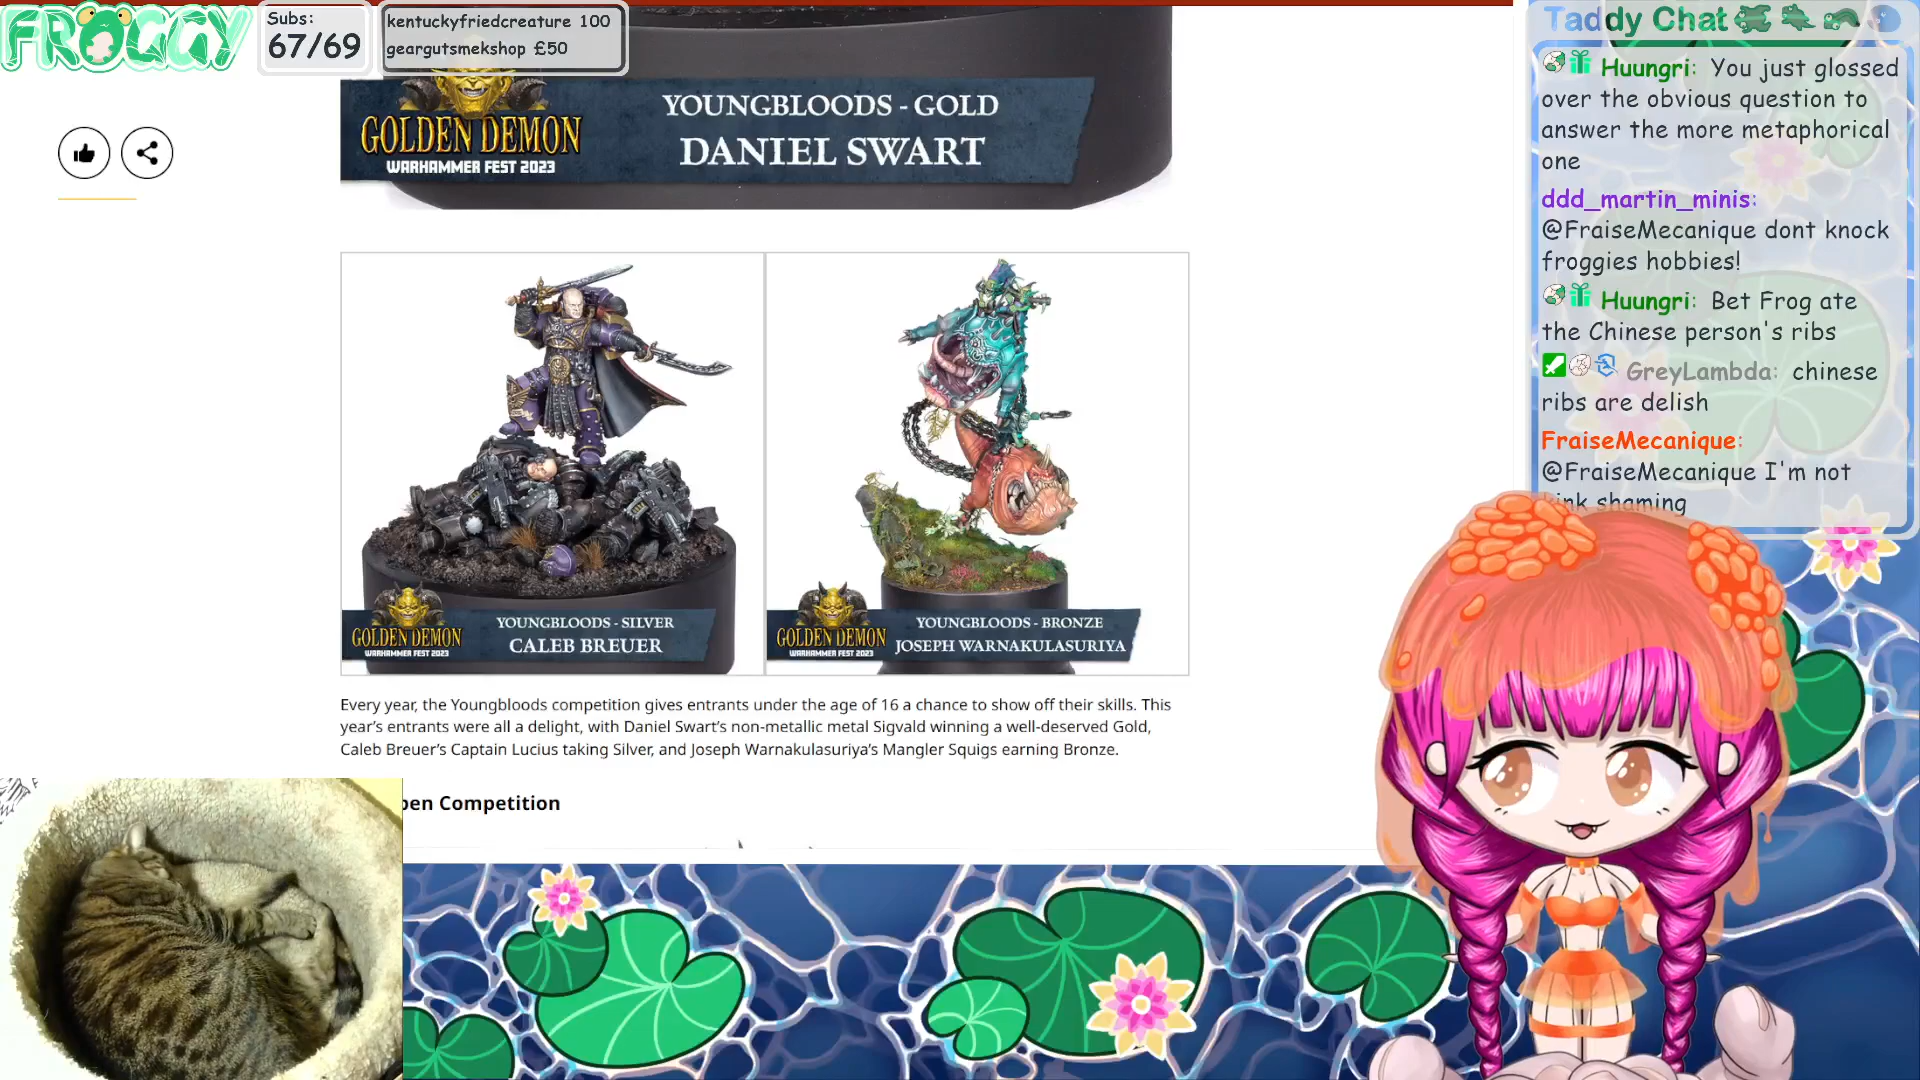 FROGGY
Subs:
67/69
kentuckyfriedcreature 100
geargutsmekshop £50
GOLDEN DEMON
WARHAMMER FEST 2023
YOUNGBLOODS - GOLD
DANIEL SWART
GOLDEN DEMON
WARHAMMER FEST 2023
YOUNGBLOODS - SILVER
CALEB BREUER
GOLDEN DEMON
WARHAMMER FEST 2023
YOUNGBLOODS - BRONZE
JOSEPH WARNAKULASURIYA
Every year, the Youngbloods competition gives entrants under the age of 16 a chance to show off their skills. This
year's entrants were all a delight, with Daniel Swart's non-metallic metal Sigvald winning a well-deserved Gold,
Caleb Breuer's Captain Lucius taking Silver, and Joseph Warnakulasuriya's Mangler Squigs earning Bronze.
pen Competition
Taddy Chat
Huungri: You just glossed
over the obvious question to
answer the more metaphorical
one
ddd_martin_minis:
@FraiseMecanique dont knock
froggies hobbies!
Huungri: Bet Frog ate
the Chinese person's ribs
GreyLambda: chinese
ribs are delish
FraiseMecanique:
@FraiseMecanique I'm not
kink shaming